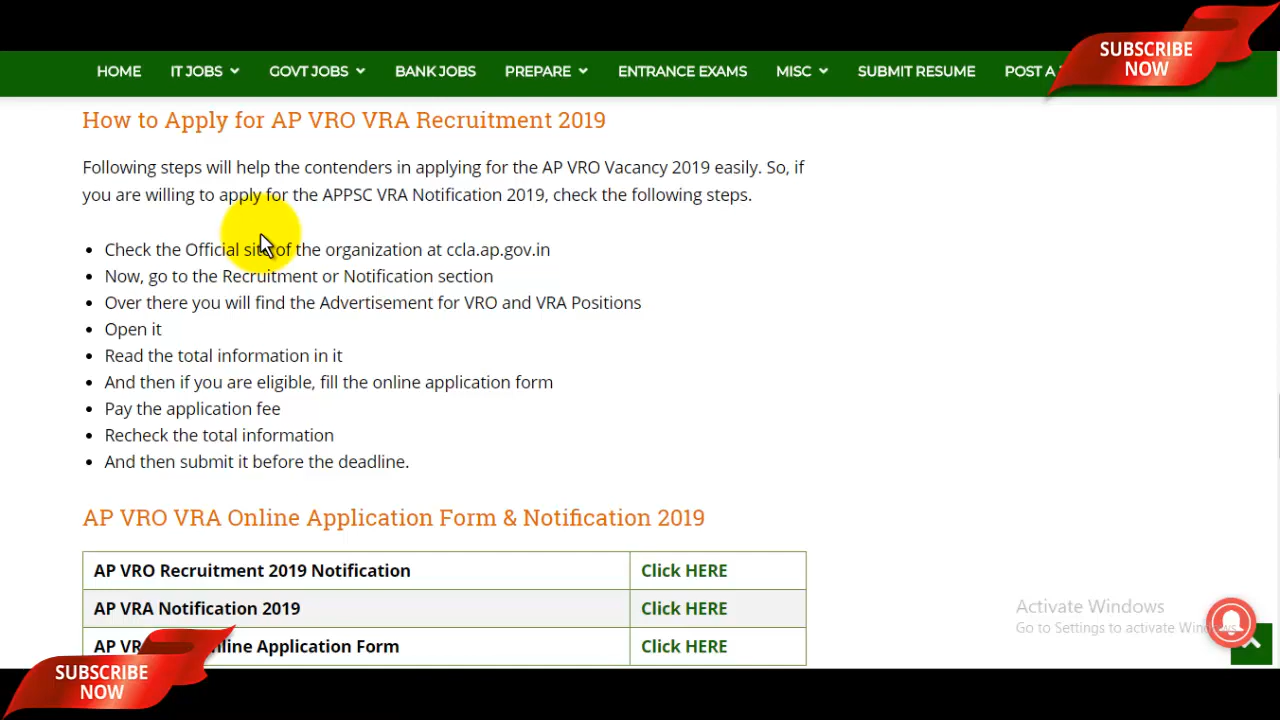 SUBSCRIBE
NOW
HOME IT JOBS GOVT JOBS BANK JOBS PREPARE ENTRANCE EXAMS MISC SUBMIT RESUME POST A
How to Apply for AP VRO VRA Recruitment 2019
Following steps will help the contenders in applying for the AP VRO Vacancy 2019 easily. So, if
you are willing to apply for the APPSC VRA Notification 2019, check the following steps.
• Check the Official site of the organization at ccla.ap.gov.in
• Now, go to the Recruitment or Notification section
• Over there you will find the Advertisement for VRO and VRA Positions
• Open it
• Read the total information in it
• And then if you are eligible, fill the online application form
• Pay the application fee
• Recheck the total information
• And then submit it before the deadline.
AP VRO VRA Online Application Form & Notification 2019
AP VRO Recruitment 2019 Notification Click HERE
AP VRA Notification 2019 Click HERE
AP Application Form Click HERE
Activate Windows
Go to Settings to activate Windows.
SUBSCRIBE
NOW